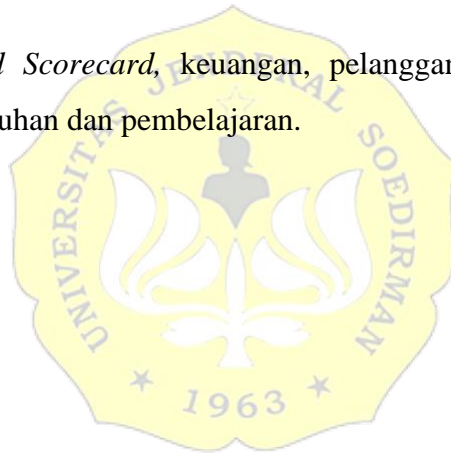 Scorecard, keuangan, pelanggan
uhan dan pembelajaran.
UNIVERSITAS JENDERAL SOEDIRMAN
1963